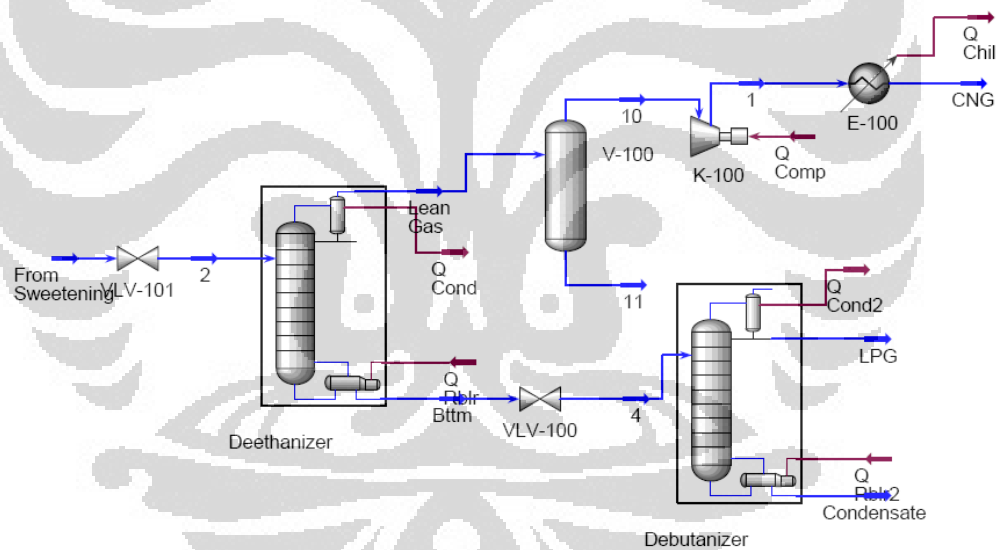 Q
Chil
1
CNG
10
E-100
V-100
Q
Comp
K-100
Lean
Gas
From
Sweetening
VLV-101
2
Q
Cond
11
Q
Cond2
LPG
Q
Rblr
Bttm
VLV-100
4
Deethanizer
Q
Rblr2
Condensate
Debutanizer